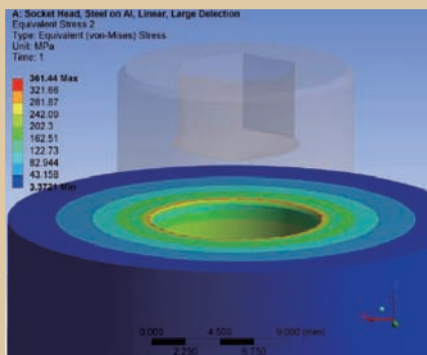 A: Socket Head, Steel on Al, Linear, Large Delection
Equivalent Stress 2
Type: Equivalent (von-Mises) Stress
Unit: MPa
Time: 1
361.44 Max
321.66
281.87
242.09
202.3
162.51
122.73
82.944
43.158
3.3721 Min
0.000 4.500 9.000 (mm)
2.250 6.750